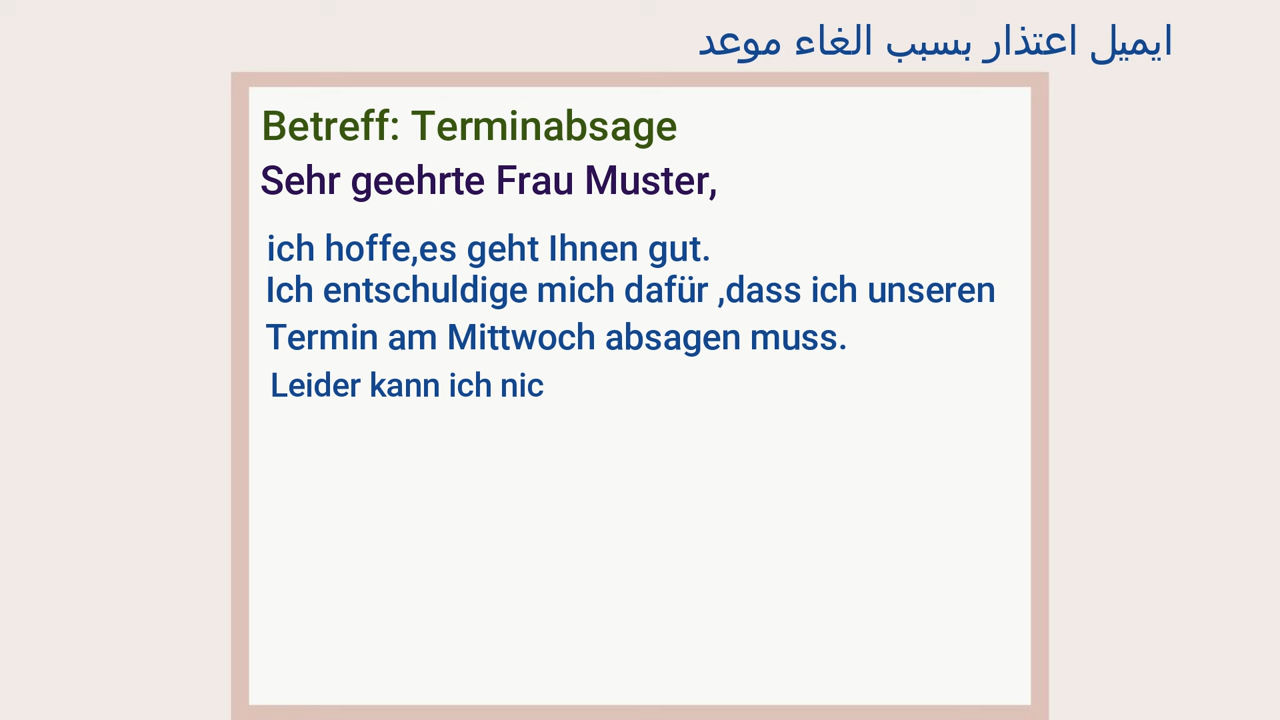 ايميل اعتذار بسبب الغاء موعد
Betreff: Terminabsage
Sehr geehrte Frau Muster,
ich hoffe,es geht Ihnen gut.
Ich entschuldige mich dafür ,dass ich unseren
Termin am Mittwoch absagen muss.
Leider kann ich nic